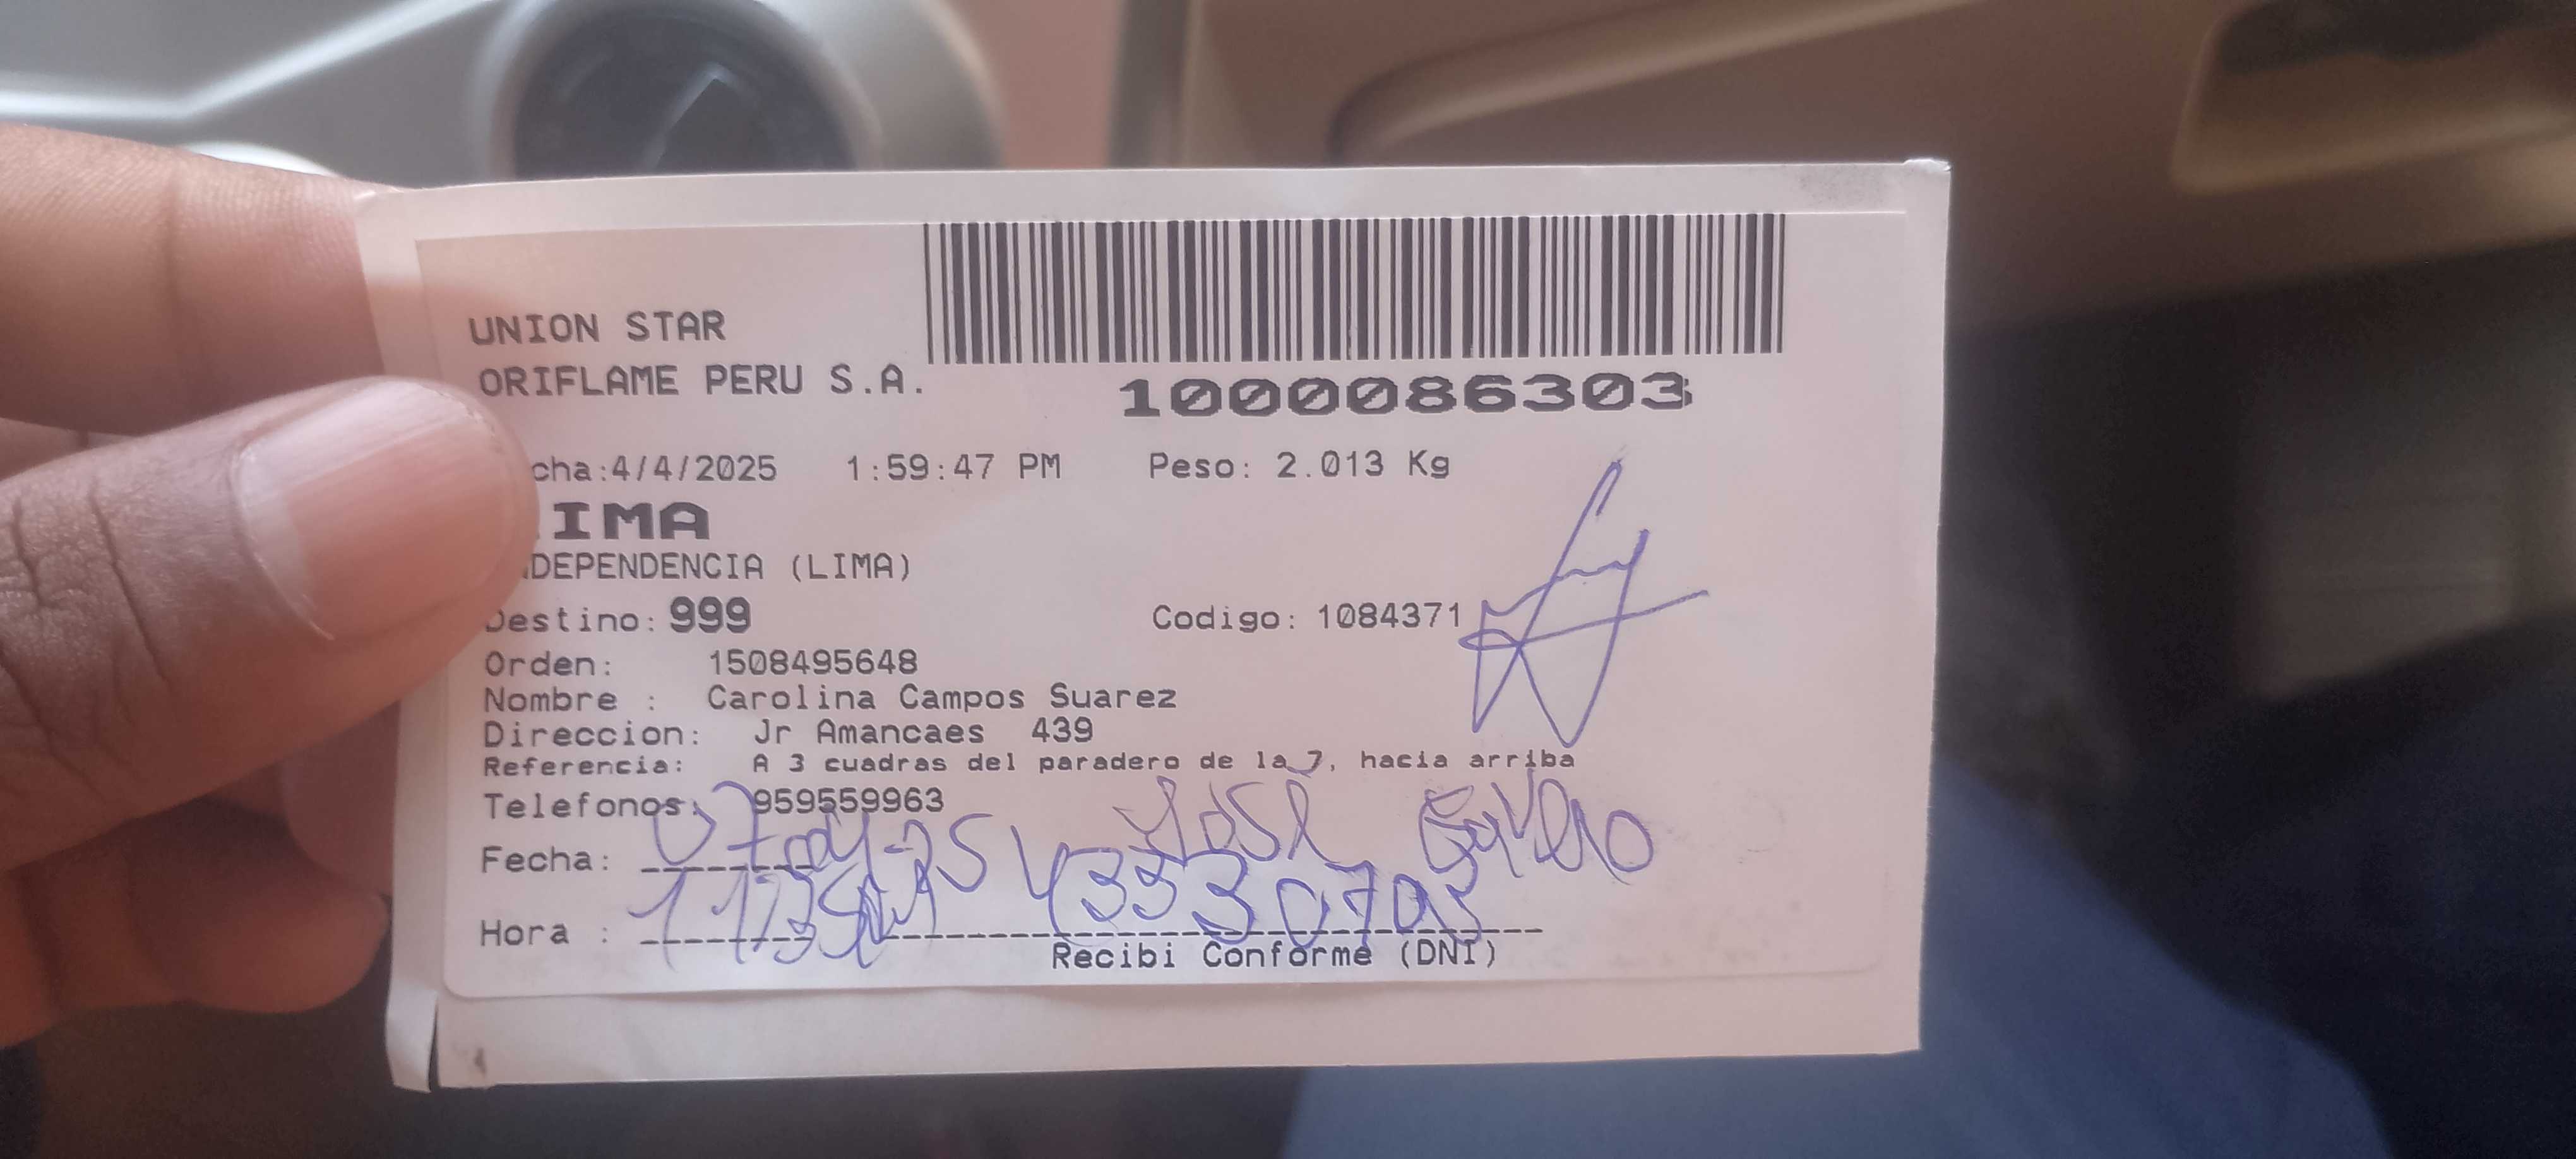 UNION STAR
ORIFLAME PERU S.A.
1000086303
cha:4/4/2025 1:59:47 PM Peso: 2.013 Kg
IMA
DEPENDENCIA (LIMA)
Destino: 999 Codigo: 1084371
Orden: 1508495648
Nombre : Carolina Campos Suarez
Direccion: Jr Amancaes 439
Referencia: A 3 cuadras del paradero de la 7, hacia arriba
Telefonos: 959559963
José
Fecha:
Hora :
Recibi Conforme (DNI)